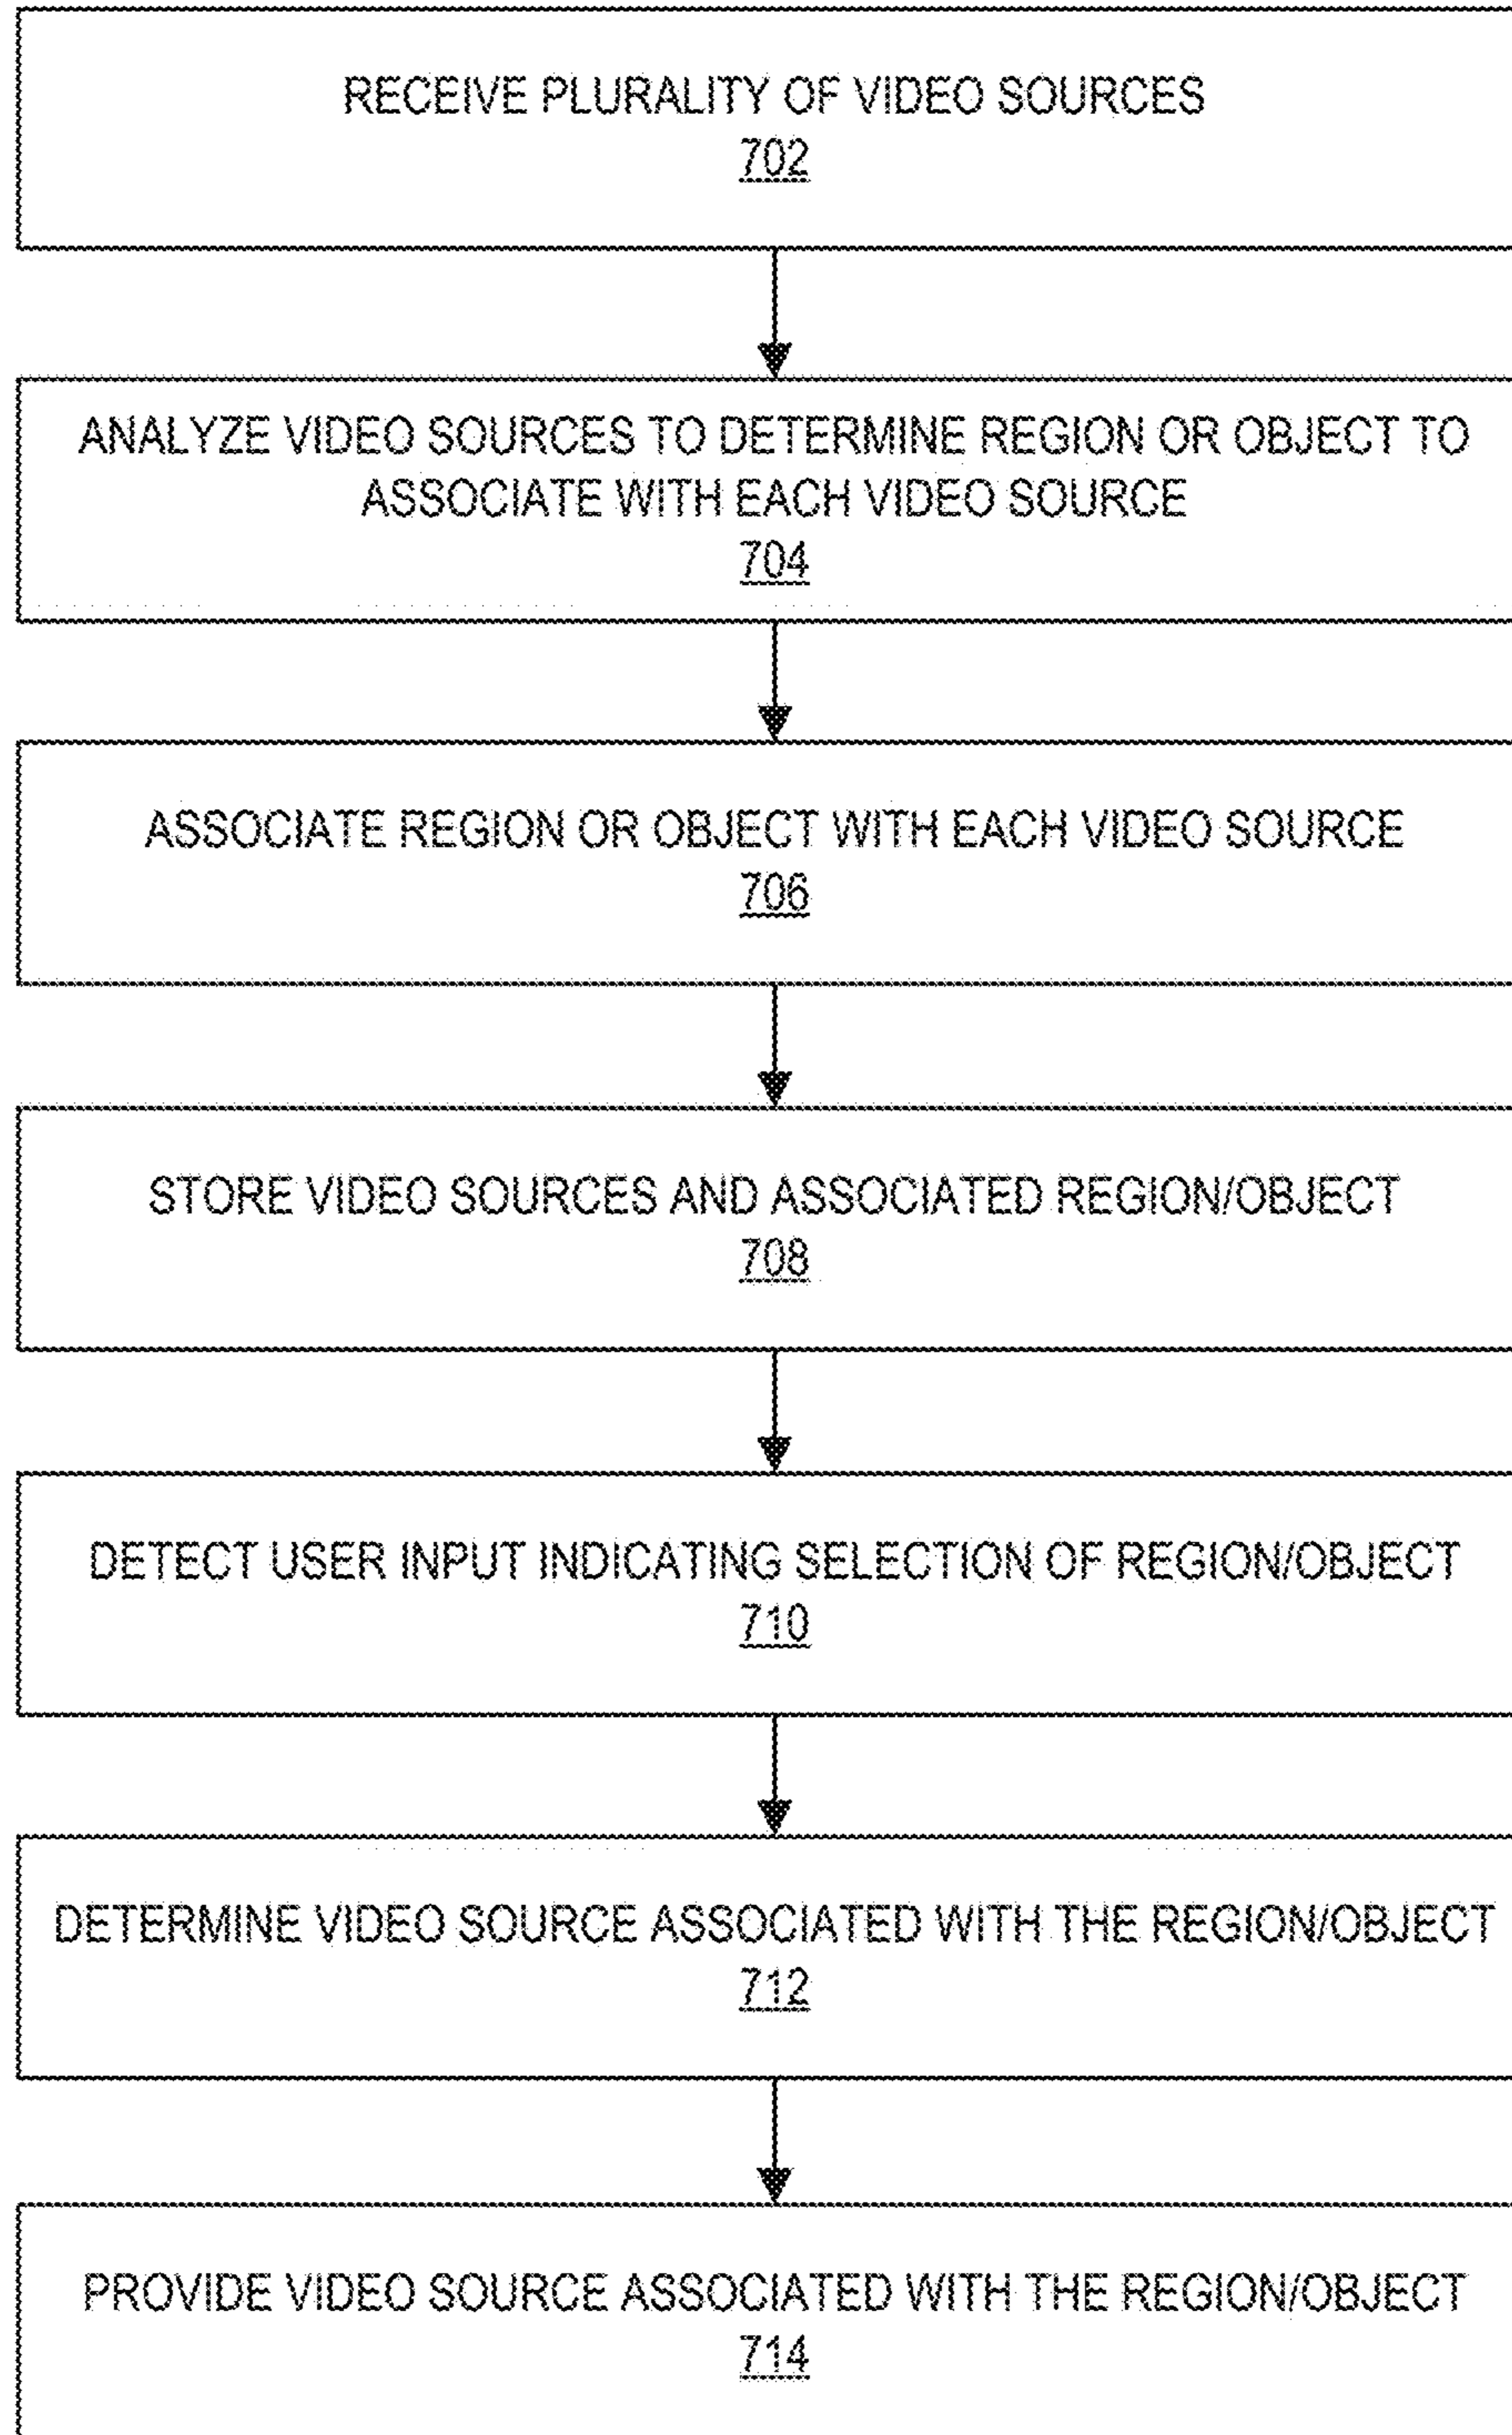 RECEIVE PLURALITY OF VIDEO SOURCES
702
ANALYZE VIDEO SOURCES TO DETERMINE REGION OR OBJECT TO
ASSOCIATE WITH EACH VIDEO SOURCE
704
ASSOCIATE REGION OR OBJECT WITH EACH VIDEO SOURCE
706
STORE VIDEO SOURCES AND ASSOCIATED REGION/OBJECT
708
DETECT USER INPUT INDICATING SELECTION OF REGION/OBJECT
710
DETERMINE VIDEO SOURCE ASSOCIATED WITH THE REGION/OBJECT
712
PROVIDE VIDEO SOURCE ASSOCIATED WITH THE REGION/OBJECT
714